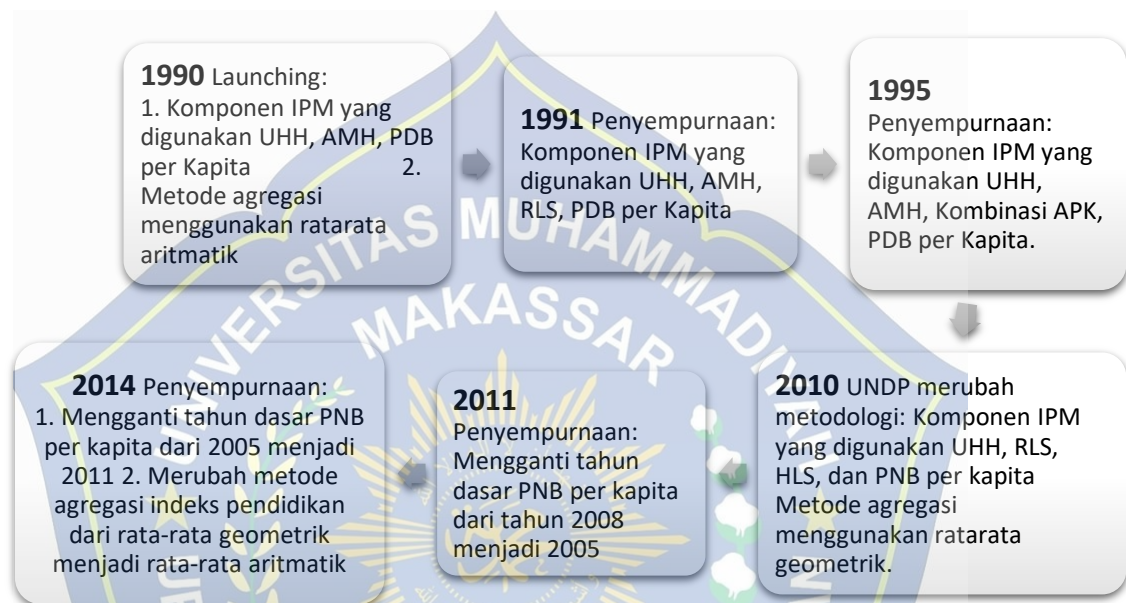 1990 Launching:
1. Komponen IPM yang
digunakan UHH, AMH, PDB
per Kapita 2.
Metode agregasi
menggunakan ratarata
aritmatik
1991 Penyempurnaan:
Komponen IPM yang
digunakan UHH, AMH,
RLS, PDB per Kapita
1995
Penyempurnaan:
Komponen IPM yang
digunakan UHH,
AMH, Kombinasi APK,
PDB per Kapita.
2010 UNDP merubah
metodologi: Komponen IPM
yang digunakan UHH, RLS,
HLS, dan PNB per kapita
Metode agregasi
menggunakan ratarata
geometrik.
2011
Penyempurnaan:
Mengganti tahun
dasar PNB per kapita
dari tahun 2008
menjadi 2005
2014 Penyempurnaan:
1. Mengganti tahun dasar PNB
per kapita dari 2005 menjadi
2011 2. Merubah metode
agregasi indeks pendidikan
dari rata-rata geometrik
menjadi rata-rata aritmatik
UNIVERSITAS MUHAMMADIYAH
MAKASSAR